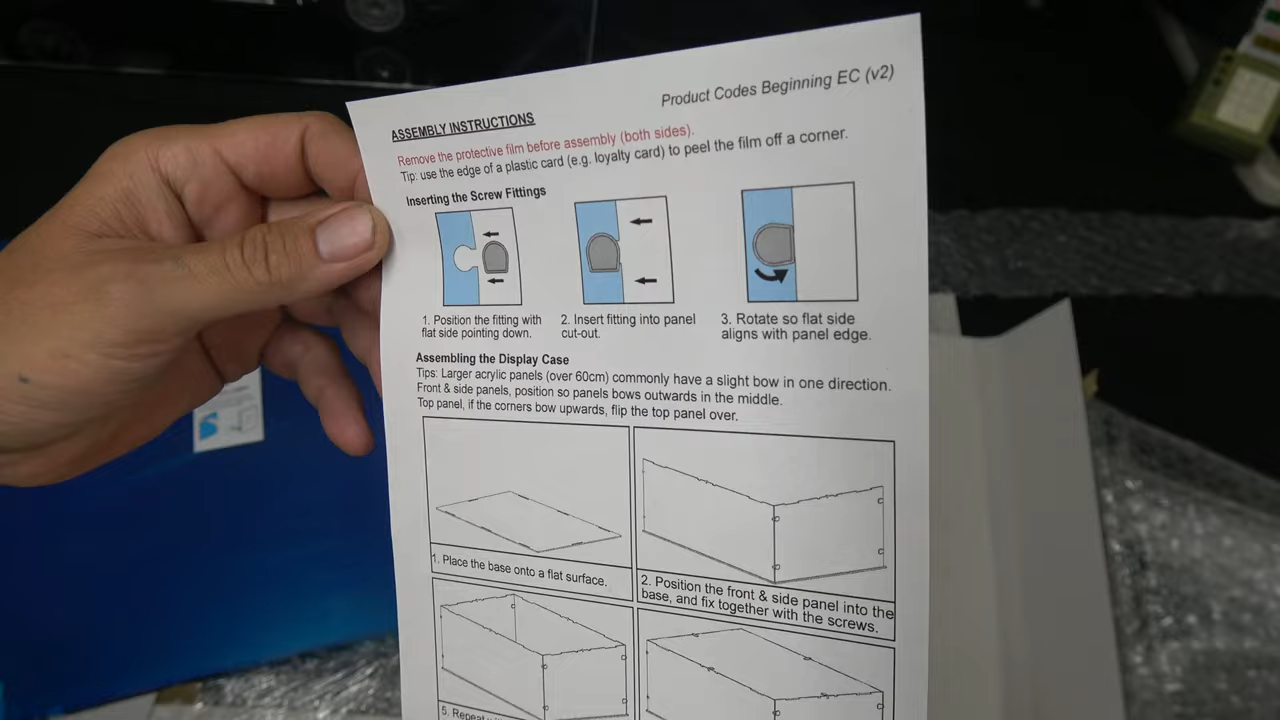 Product Codes Beginning EC (v2)
ASSEMBLY INSTRUCTIONS
Remove the protective film before assembly (both sides).
Tip: use the edge of a plastic card (e.g. loyalty card) to peel the film off a corner.
Inserting the Screw Fittings
1. Position the fitting with
flat side pointing down.
2. Insert fitting into panel
cut-out.
3. Rotate so flat side
aligns with panel edge.
Assembling the Display Case
Tips: Larger acrylic panels (over 60cm) commonly have a slight bow in one direction.
Front & side panels, position so panels bows outwards in the middle.
Top panel, if the corners bow upwards, flip the top panel over.
1. Place the base onto a flat surface.
2. Position the front & side panel into the
base, and fix together with the screws.
5. Repeat